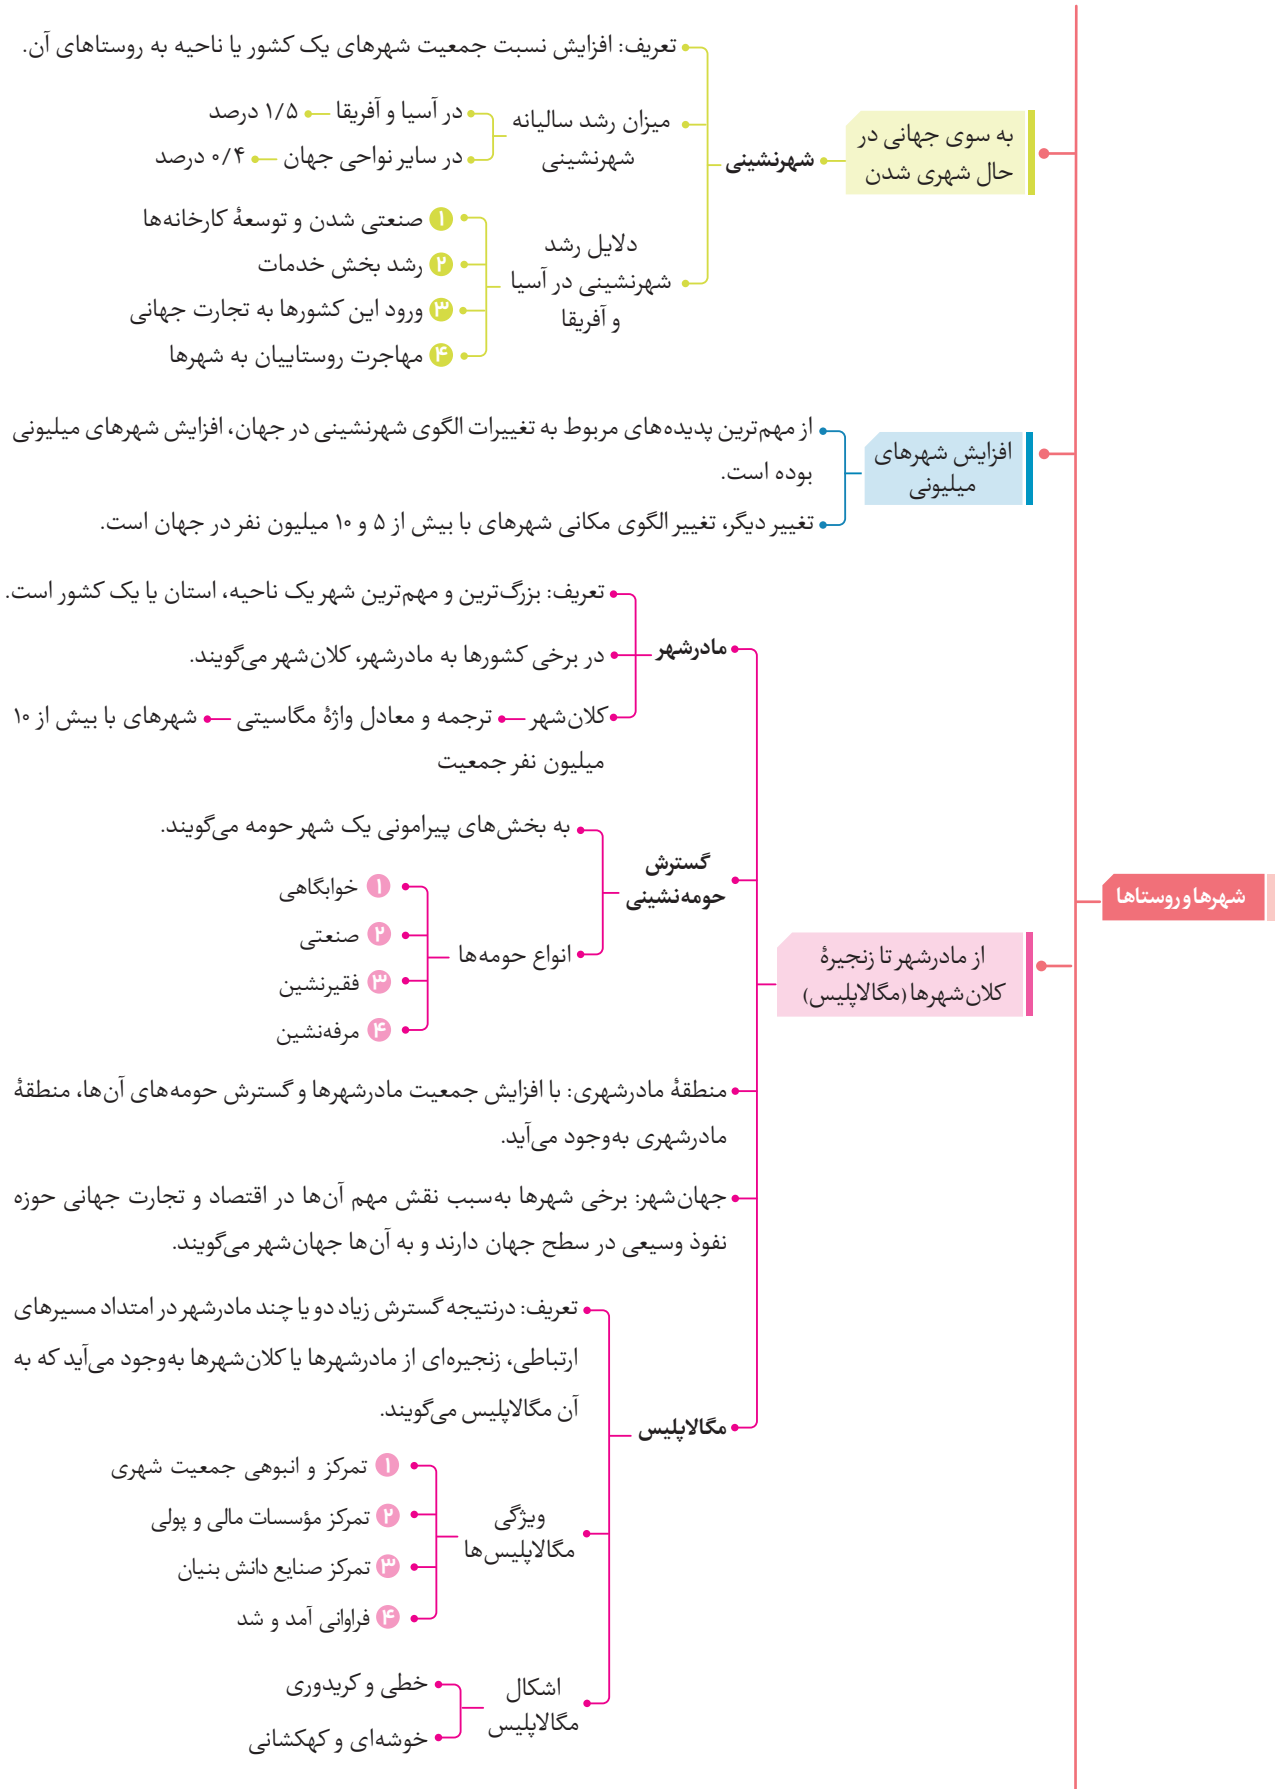 شهرها و روستاها
به سوی جهانی در
حال شهری شدن
شهرنشینی
تعریف: افزایش نسبت جمعیت شهرهای یک کشور یا ناحیه به روستاهای آن.
میزان رشد سالیانه
شهرنشینی
در آسیا و آفریقا
۱/۵ درصد
در سایر نواحی جهان
۰/۴ درصد
دلایل رشد
شهرنشینی در آسیا
و آفریقا
۱ صنعتی شدن و توسعهٔ کارخانه‌ها
۲ رشد بخش خدمات
۳ ورود این کشورها به تجارت جهانی
۴ مهاجرت روستاییان به شهرها
افزایش شهرهای
میلیونی
از مهم‌ترین پدیده‌های مربوط به تغییرات الگوی شهرنشینی در جهان، افزایش شهرهای میلیونی
بوده است.
تغییر دیگر، تغییر الگوی مکانی شهرهای با بیش از ۵ و ۱۰ میلیون نفر در جهان است.
از مادرشهر تا زنجیرهٔ
کلان‌شهرها (مگالاپلیس)
مادرشهر
تعریف: بزرگ‌ترین و مهم‌ترین شهر یک ناحیه، استان یا یک کشور است.
در برخی کشورها به مادرشهر، کلان‌شهر می‌گویند.
کلان‌شهر
ترجمه و معادل واژهٔ مگاسیتی
شهرهای با بیش از ۱۰
میلیون نفر جمعیت
گسترش
حومه‌نشینی
به بخش‌های پیرامونی یک شهر حومه می‌گویند.
انواع حومه‌ها
۱ خوابگاهی
۲ صنعتی
۳ فقیرنشین
۴ مرفه‌نشین
منطقهٔ مادرشهری: با افزایش جمعیت مادرشهرها و گسترش حومه‌های آن‌ها، منطقهٔ
مادرشهری به‌وجود می‌آید.
جهان‌شهر: برخی شهرها به‌سبب نقش مهم آن‌ها در اقتصاد و تجارت جهانی حوزه
نفوذ وسیعی در سطح جهان دارند و به آن‌ها جهان‌شهر می‌گویند.
مگالاپلیس
تعریف: درنتیجه گسترش زیاد دو یا چند مادرشهر در امتداد مسیرهای
ارتباطی، زنجیره‌ای از مادرشهرها یا کلان‌شهرها به‌وجود می‌آید که به
آن مگالاپلیس می‌گویند.
ویژگی
مگالاپلیس‌ها
۱ تمرکز و انبوهی جمعیت شهری
۲ تمرکز مؤسسات مالی و پولی
۳ تمرکز صنایع دانش بنیان
۴ فراوانی آمد و شد
اشکال
مگالاپلیس
خطی و کریدوری
خوشه‌ای و کهکشانی